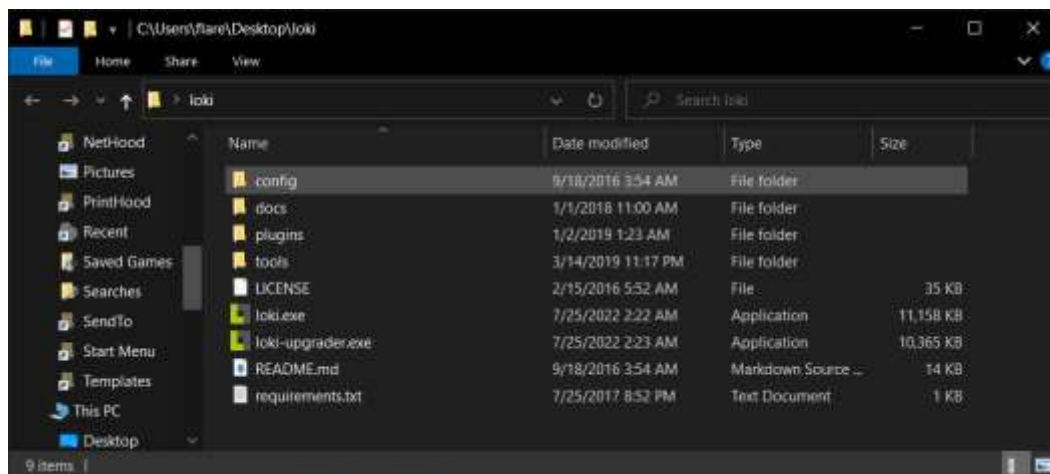 C:\Users\flare\Desktop\loki
File Home Share View
loki Search loki
NetHood
Pictures
PrintHood
Recent
Saved Games
Searches
SendTo
Start Menu
Templates
This PC
Desktop
Name Date modified Type Size
config 9/18/2016 3:54 AM File folder
docs 1/1/2018 11:00 AM File folder
plugins 1/2/2019 1:23 AM File folder
tools 3/14/2019 11:17 PM File folder
LICENSE 2/15/2016 5:52 AM File 35 KB
loki.exe 7/25/2022 2:22 AM Application 11,158 KB
loki-upgrader.exe 7/25/2022 2:23 AM Application 10,365 KB
README.md 9/18/2016 3:54 AM Markdown Source ... 14 KB
requirements.txt 7/25/2017 8:52 PM Text Document 1 KB
9 items